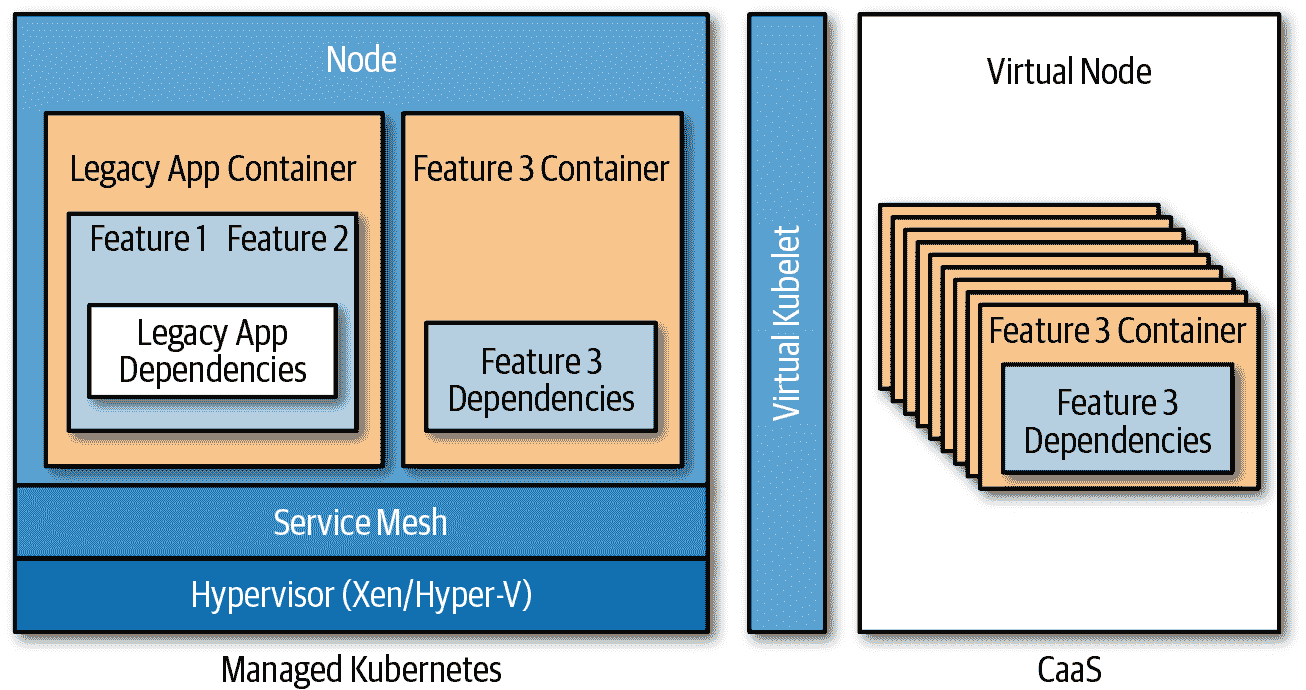 Node
Legacy App Container
Feature 1 Feature 2
Legacy App
Dependencies
Feature 3 Container
Feature 3
Dependencies
Service Mesh
Hypervisor (Xen/Hyper-V)
Managed Kubernetes
Virtual Kubelet
Virtual Node
Feature 3 Container
Feature 3
Dependencies
CaaS